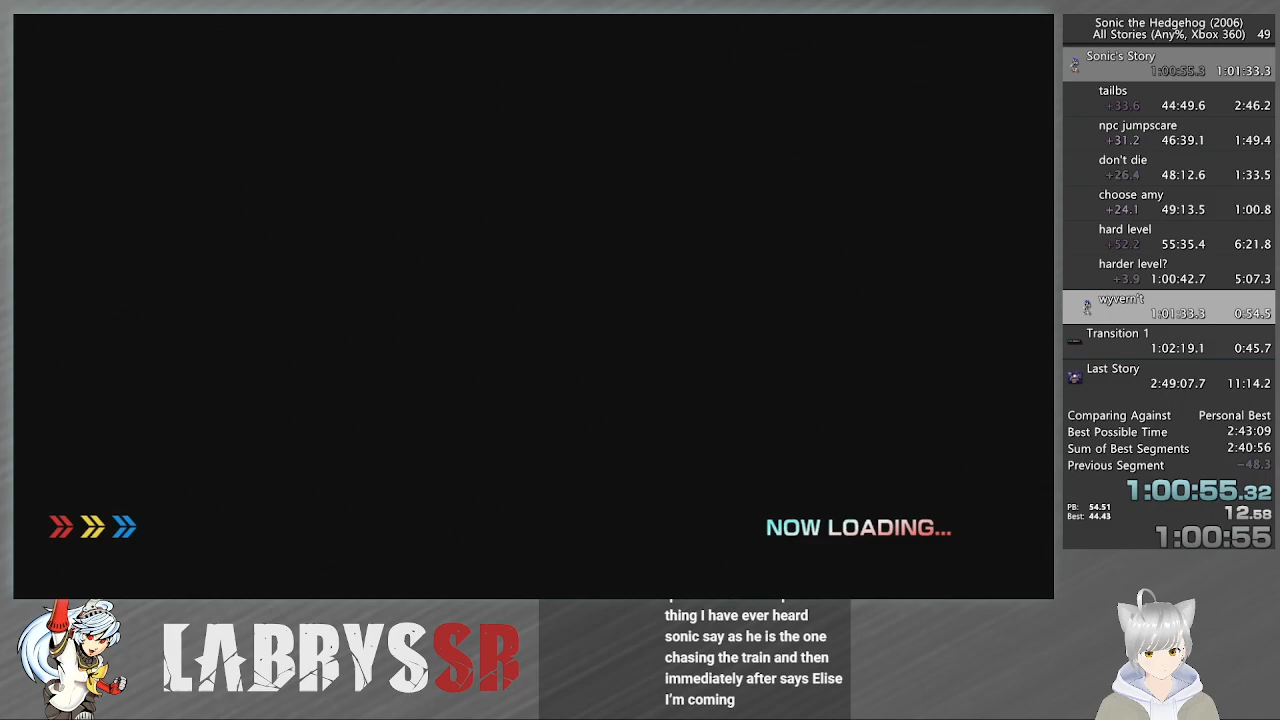 NOW LOADING...
Sonic the Hedgehog (2006)
All Stories (Any%, Xbox 360) 49
Sonic's Story
1:00:55.3 1:01:33.3
tailbs
+33.6 44:49.6 2:46.2
npc jumpscare
+31.2 46:39.1 1:49.4
don't die
+26.4 48:12.6 1:33.5
choose amy
+24.1 49:13.5 1:00.8
hard level
+52.2 55:35.4 6:21.8
harder level?
+3.9 1:00:42.7 5:07.3
wyvern't
1:01:33.3 0:54.5
Transition 1
1:02:19.1 0:45.7
Last Story
2:49:07.7 11:14.2
Comparing Against Personal Best
Best Possible Time 2:43:09
Sum of Best Segments 2:40:56
Previous Segment −48.3
1:00:55.32
PB: 54.51
Best: 44.43
12.58
1:00:55
LABRYSSR
thing I have ever heard
sonic say as he is the one
chasing the train and then
immediately after says Elise
I'm coming